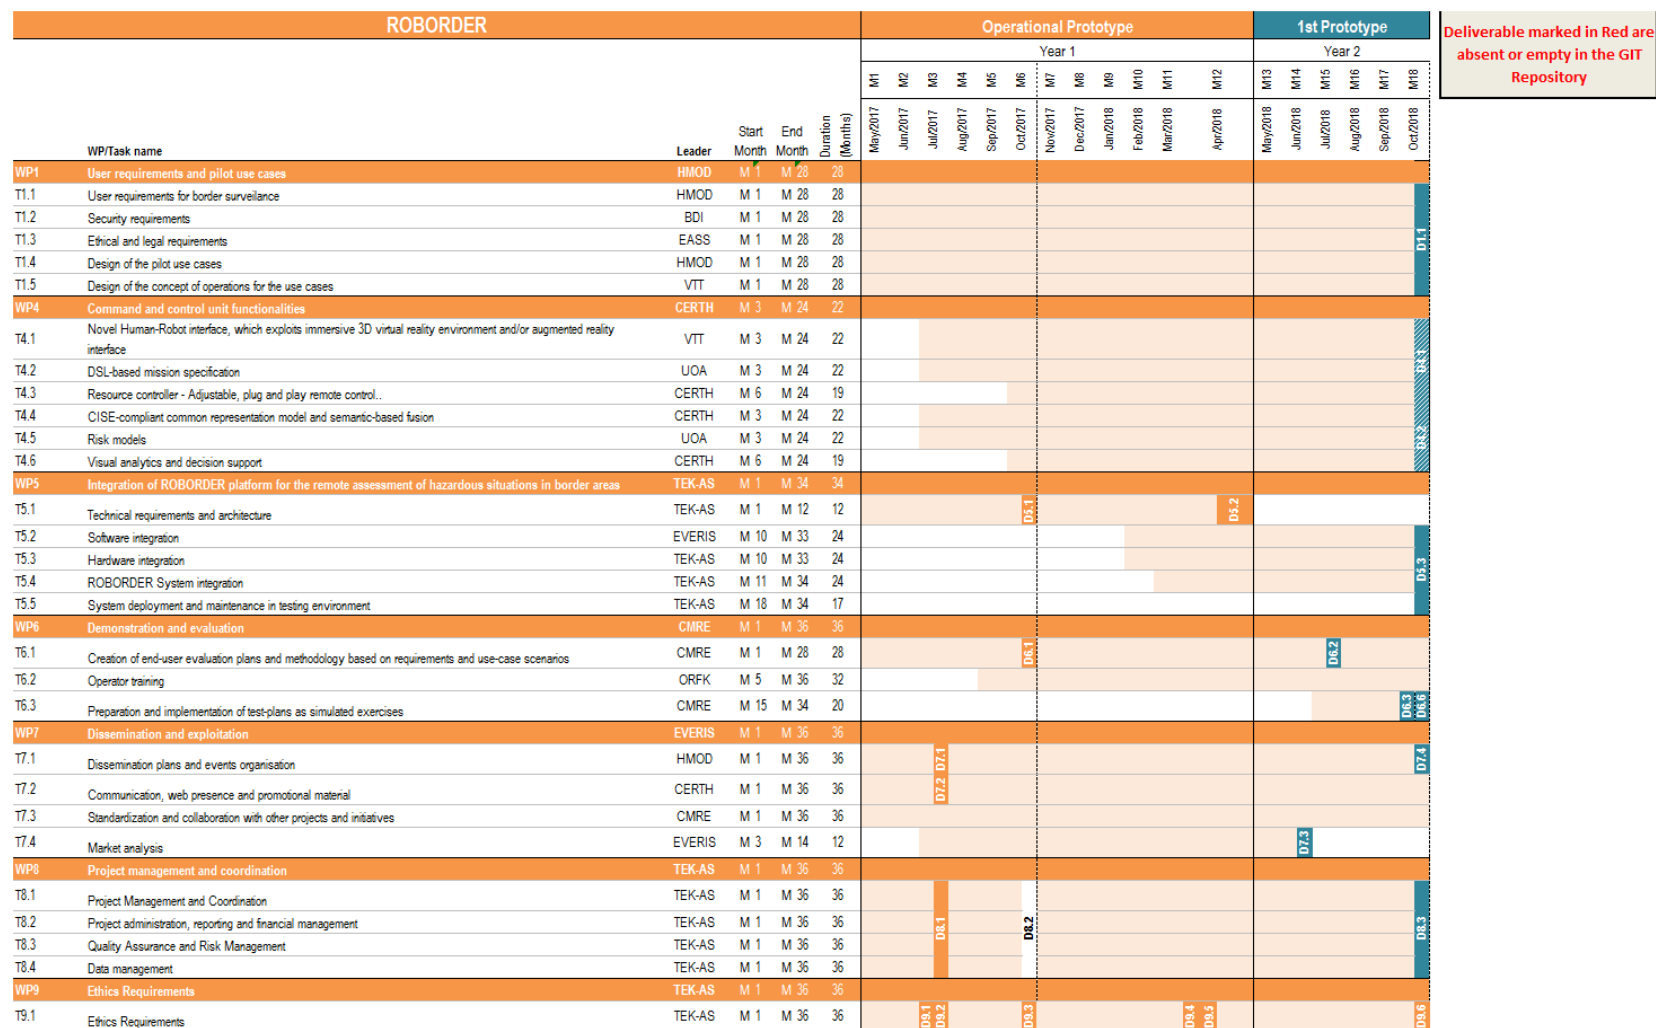 ROBORDER Operational Prototype 1st Prototype
Deliverable marked in Red are
absent or empty in the GIT
Repository
Year 1 Year 2
M1 M2 M3 M4 M5 M6 M7 M8 M9 M10 M11 M12 M13 M14 M15 M16 M17 M18
May/2017 Jun/2017 Jul/2017 Aug/2017 Sep/2017 Oct/2017 Nov/2017 Dec/2017 Jan/2018 Feb/2018 Mar/2018 Apr/2018 May/2018 Jun/2018 Jul/2018 Aug/2018 Sep/2018 Oct/2018
WP/Task name Leader Start Month End Month Duration (Months)
WP1 User requirements and pilot use cases HMOD M 1 M 28 28
T1.1 User requirements for border surveilance HMOD M 1 M 28 28
T1.2 Security requirements BDI M 1 M 28 28
T1.3 Ethical and legal requirements EASS M 1 M 28 28 D1.1
T1.4 Design of the pilot use cases HMOD M 1 M 28 28
T1.5 Design of the concept of operations for the use cases VTT M 1 M 28 28
WP4 Command and control unit functionalities CERTH M 3 M 24 22
T4.1 Novel Human-Robot interface, which exploits immersive 3D virtual reality environment and/or augmented reality
interface VTT M 3 M 24 22 D4.1
T4.2 DSL-based mission specification UOA M 3 M 24 22
T4.3 Resource controller - Adjustable, plug and play remote control.. CERTH M 6 M 24 19
T4.4 CISE-compliant common representation model and semantic-based fusion CERTH M 3 M 24 22
T4.5 Risk models UOA M 3 M 24 22 D4.2
T4.6 Visual analytics and decision support CERTH M 6 M 24 19
WP5 Integration of ROBORDER platform for the remote assessment of hazardous situations in border areas TEK-AS M 1 M 34 34
T5.1 Technical requirements and architecture TEK-AS M 1 M 12 12 D5.1 D5.2
T5.2 Software integration EVERIS M 10 M 33 24
T5.3 Hardware integration TEK-AS M 10 M 33 24 D5.3
T5.4 ROBORDER System integration TEK-AS M 11 M 34 24
T5.5 System deployment and maintenance in testing environment TEK-AS M 18 M 34 17
WP6 Demonstration and evaluation CMRE M 1 M 36 36
T6.1 Creation of end-user evaluation plans and methodology based on requirements and use-case scenarios CMRE M 1 M 28 28 D6.1 D6.2
T6.2 Operator training ORFK M 5 M 36 32
T6.3 Preparation and implementation of test-plans as simulated exercises CMRE M 15 M 34 20 D6.3 D6.6
WP7 Dissemination and exploitation EVERIS M 1 M 36 36
T7.1 Dissemination plans and events organisation HMOD M 1 M 36 36 D7.1 D7.4
T7.2 Communication, web presence and promotional material CERTH M 1 M 36 36 D7.2
T7.3 Standardization and collaboration with other projects and initiatives CMRE M 1 M 36 36
T7.4 Market analysis EVERIS M 3 M 14 12 D7.3
WP8 Project management and coordination TEK-AS M 1 M 36 36
T8.1 Project Management and Coordination TEK-AS M 1 M 36 36
T8.2 Project administration, reporting and financial management TEK-AS M 1 M 36 36 D8.1 D8.2 D8.3
T8.3 Quality Assurance and Risk Management TEK-AS M 1 M 36 36
T8.4 Data management TEK-AS M 1 M 36 36
WP9 Ethics Requirements TEK-AS M 1 M 36 36
T9.1 Ethics Requirements TEK-AS M 1 M 36 36 D9.1 D9.2 D9.3 D9.4 D9.5 D9.6